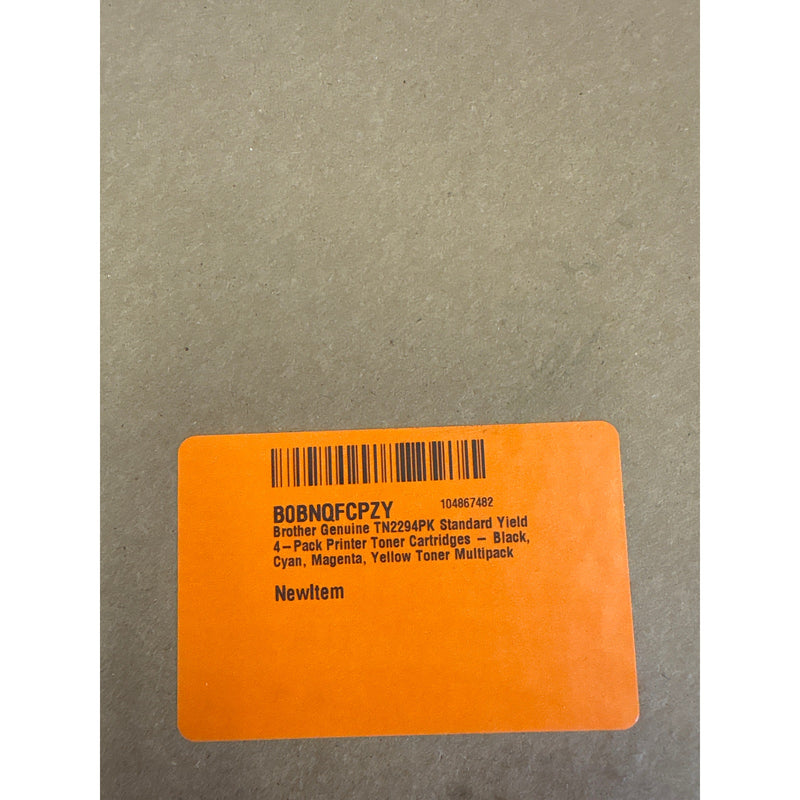 B0BNQFCPZY 104867482
Brother Genuine TN2294PK Standard Yield
4-Pack Printer Toner Cartridges - Black,
Cyan, Magenta, Yellow Toner Multipack
NewItem